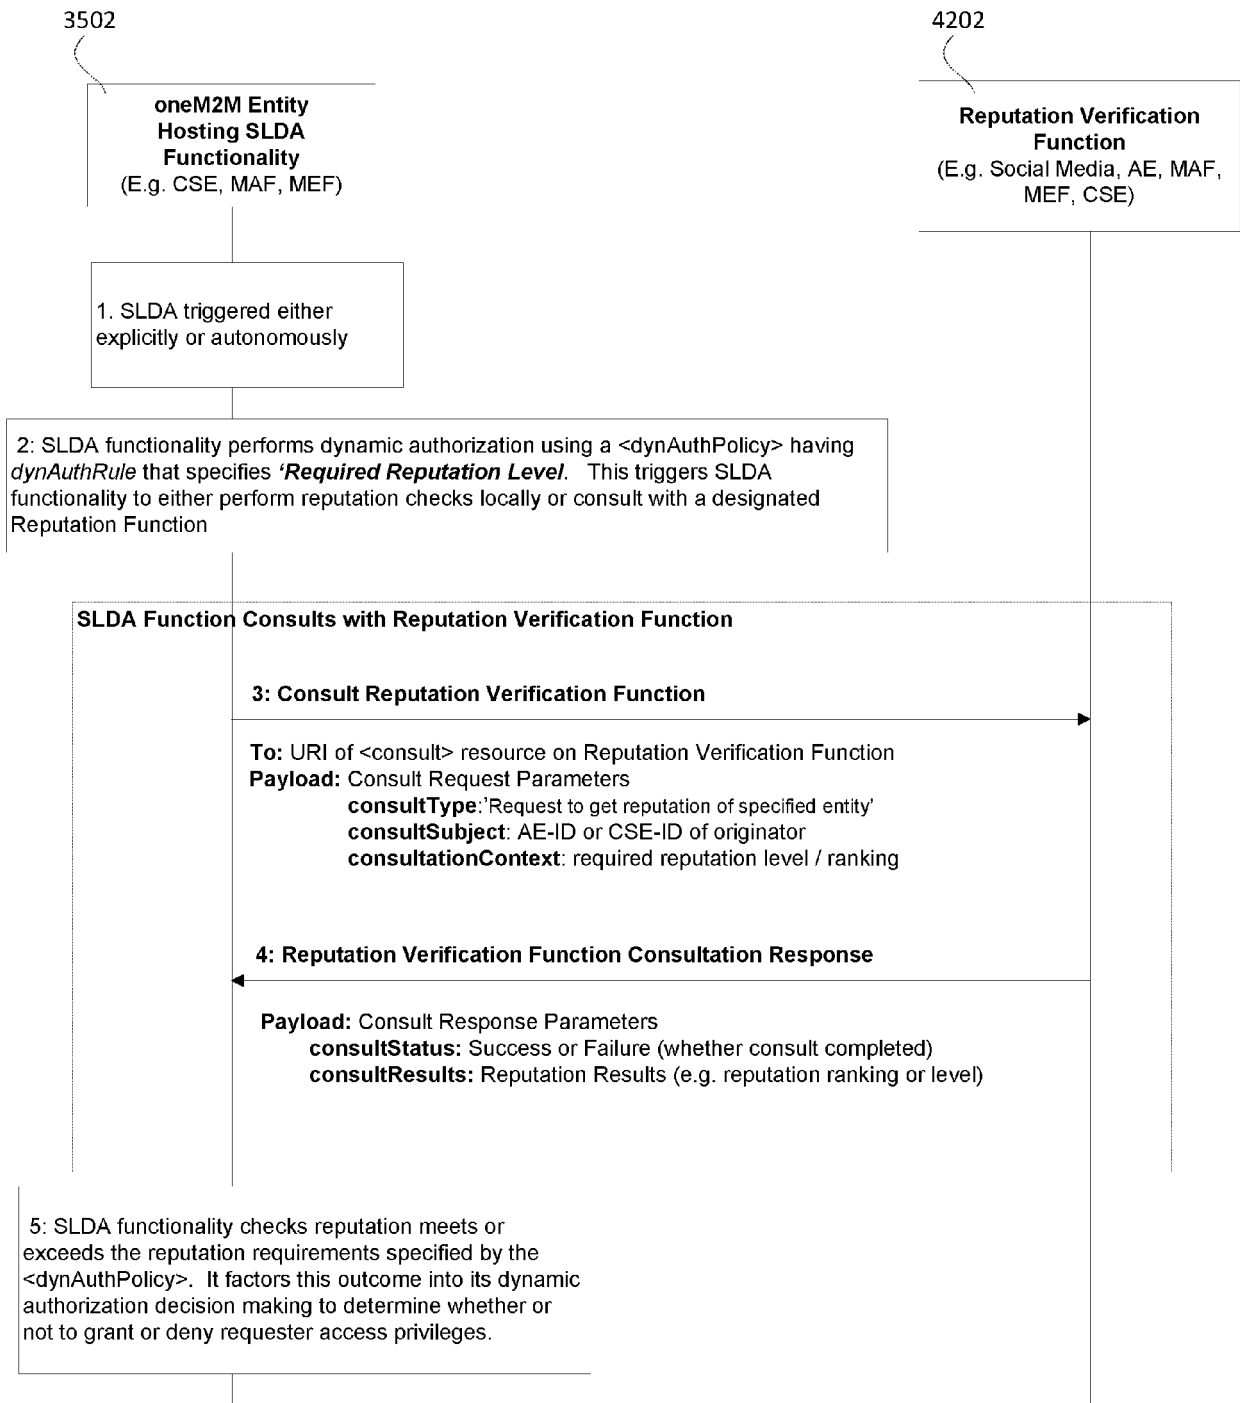 3502
4202
oneM2M Entity
Hosting SLDA
Functionality
(E.g. CSE, MAF, MEF)
Reputation Verification
Function
(E.g. Social Media, AE, MAF,
MEF, CSE)
1. SLDA triggered either
explicitly or autonomously
2: SLDA functionality performs dynamic authorization using a <dynAuthPolicy> having
dynAuthRule that specifies ‘Required Reputation Level. This triggers SLDA
functionality to either perform reputation checks locally or consult with a designated
Reputation Function
SLDA Function Consults with Reputation Verification Function
3: Consult Reputation Verification Function
To: URI of <consult> resource on Reputation Verification Function
Payload: Consult Request Parameters
consultType:’Request to get reputation of specified entity’
consultSubject: AE-ID or CSE-ID of originator
consultationContext: required reputation level / ranking
4: Reputation Verification Function Consultation Response
Payload: Consult Response Parameters
consultStatus: Success or Failure (whether consult completed)
consultResults: Reputation Results (e.g. reputation ranking or level)
5: SLDA functionality checks reputation meets or
exceeds the reputation requirements specified by the
<dynAuthPolicy>. It factors this outcome into its dynamic
authorization decision making to determine whether or
not to grant or deny requester access privileges.